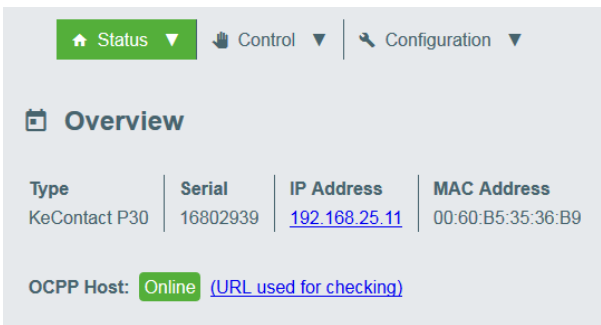 Status ▼ Control ▼ Configuration ▼
Overview
Type Serial IP Address MAC Address
KeContact P30 16802939 192.168.25.11 00:60:B5:35:36:B9
OCPP Host: Online (URL used for checking)